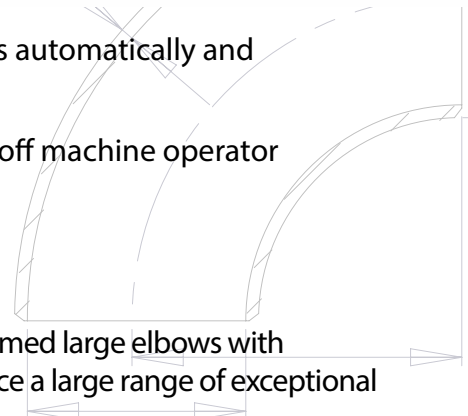 s automatically and
off machine operator
med large elbows with
ce a large range of exceptional